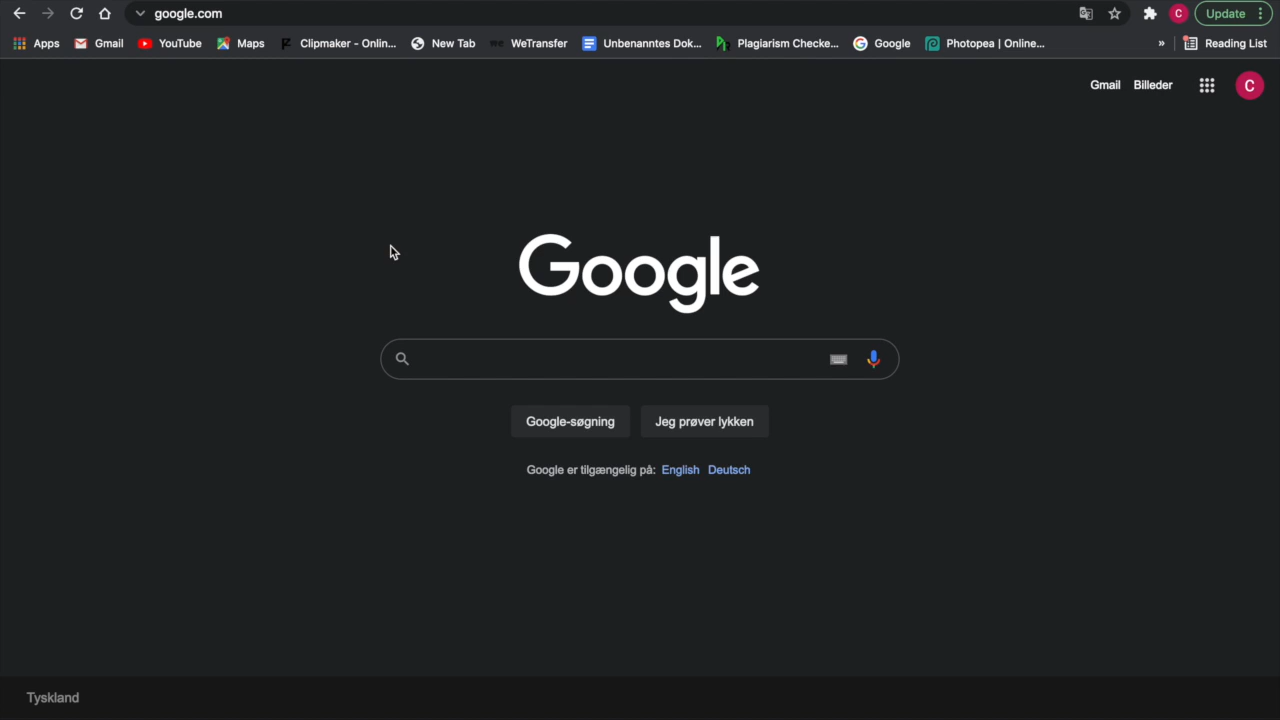 google.com
C
Update
Apps
Gmail
YouTube
Maps
Clipmaker - Onlin...
New Tab
WeTransfer
Unbenanntes Dok...
Plagiarism Checke...
Google
Photopea | Online...
»
Reading List
Gmail
Billeder
C
Google
Google-søgning
Jeg prøver lykken
Google er tilgængelig på: English Deutsch
Tyskland